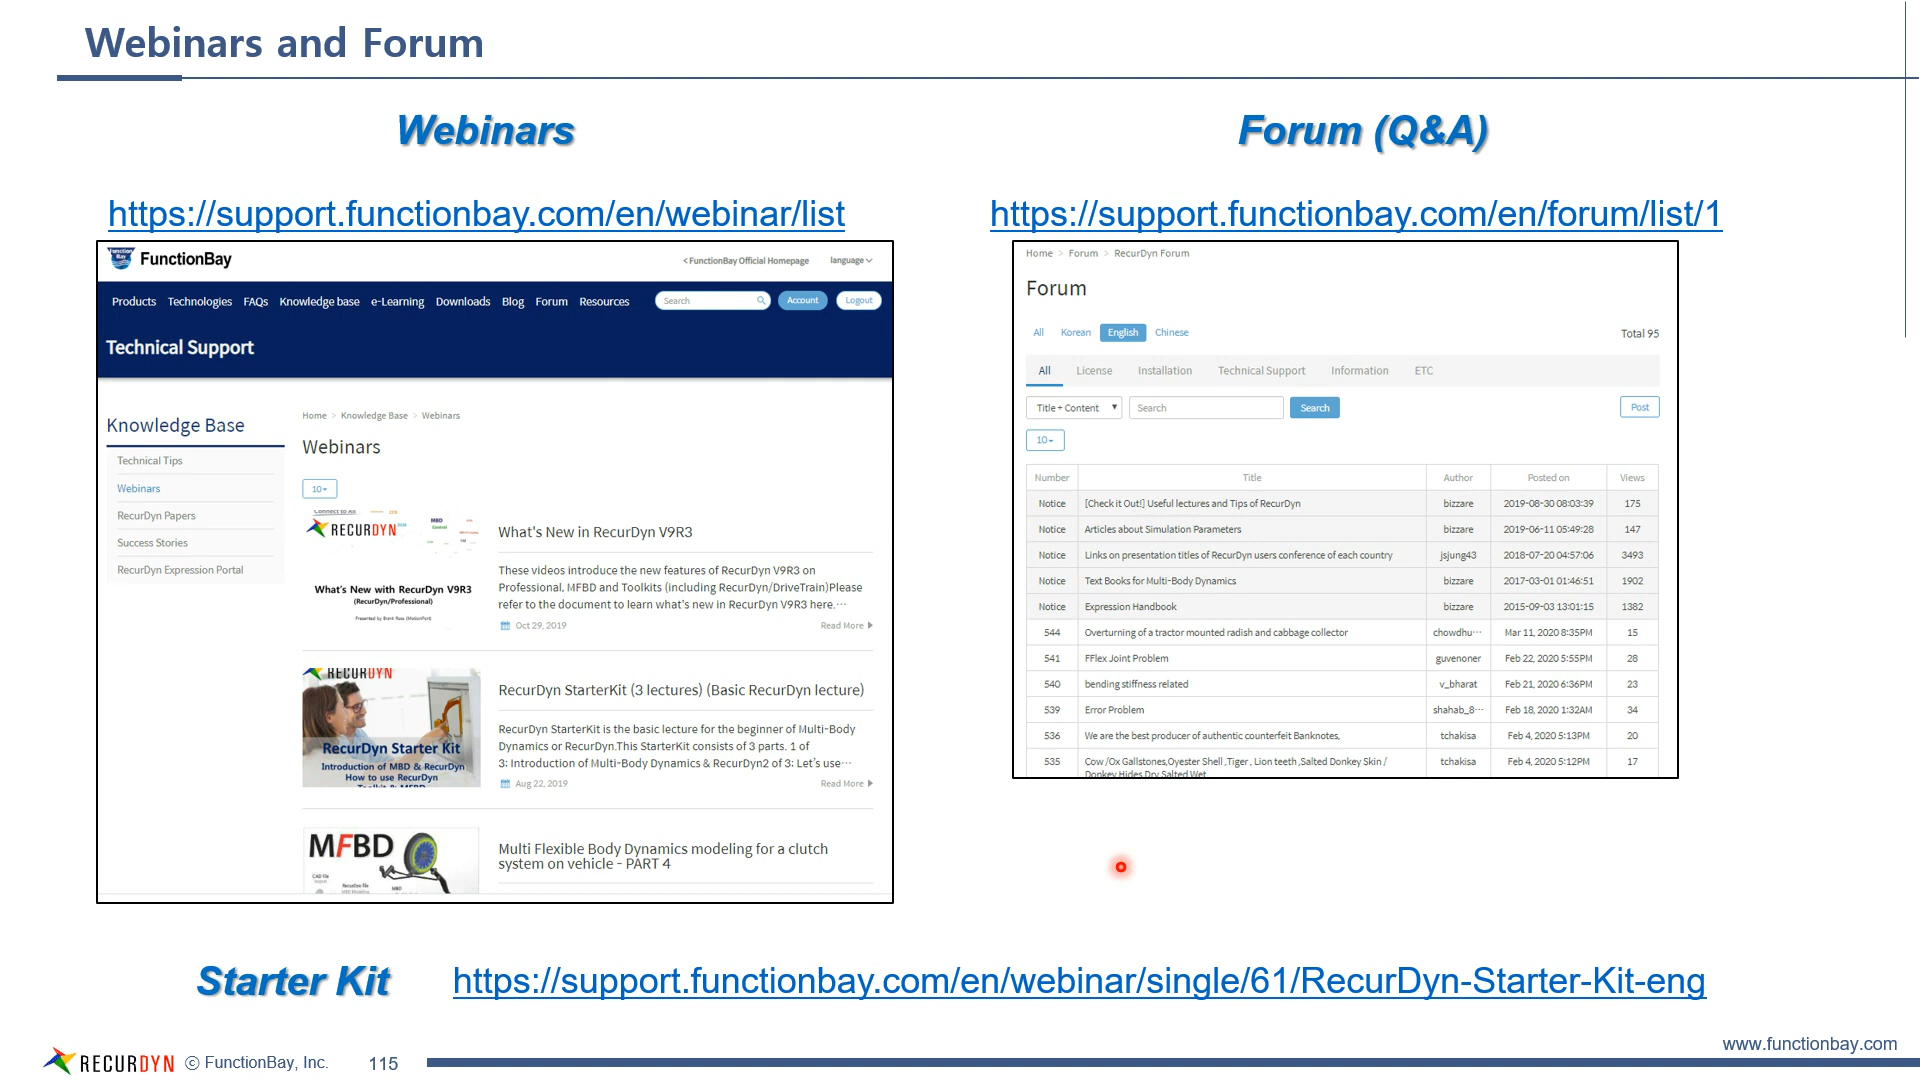 Webinars and Forum
Webinars
https://support.functionbay.com/en/webinar/list
FunctionBay
< FunctionBay Official Homepage language
Products Technologies FAQs Knowledge base e-Learning Downloads Blog Forum Resources Search Account Logout
Technical Support
Knowledge Base
Technical Tips
Webinars
RecurDyn Papers
Success Stories
RecurDyn Expression Portal
Home > Knowledge Base > Webinars
Webinars
10
RECURDYN
MBD
What's New with RecurDyn V9R3
(RecurDyn/Professional)
What's New in RecurDyn V9R3
These videos introduce the new features of RecurDyn V9R3 on
Professional, MFBD and Toolkits (including RecurDyn/DriveTrain)Please
refer to the document to learn what's new in RecurDyn V9R3 here.···
Oct 29, 2019 Read More
RECURDYN
RecurDyn Starter Kit
Introduction of MBD & RecurDyn
How to use RecurDyn
Toolkit & MFBD
RecurDyn StarterKit (3 lectures) (Basic RecurDyn lecture)
RecurDyn StarterKit is the basic lecture for the beginner of Multi-Body
Dynamics or RecurDyn.This StarterKit consists of 3 parts. 1 of
3: Introduction of Multi-Body Dynamics & RecurDyn2 of 3: Let's use···
Aug 22, 2019 Read More
MFBD
Multi Flexible Body Dynamics modeling for a clutch
system on vehicle - PART 4
Forum (Q&A)
https://support.functionbay.com/en/forum/list/1
Home > Forum > RecurDyn Forum
Forum
All Korean English Chinese Total 95
All License Installation Technical Support Information ETC
Title + Content Search Search Post
10
Number Title Author Posted on Views
Notice [Check it Out!] Useful lectures and Tips of RecurDyn bizzare 2019-08-30 08:03:39 175
Notice Articles about Simulation Parameters bizzare 2019-06-11 05:49:28 147
Notice Links on presentation titles of RecurDyn users conference of each country jsjung43 2018-07-20 04:57:06 3493
Notice Text Books for Multi-Body Dynamics bizzare 2017-03-01 01:46:51 1902
Notice Expression Handbook bizzare 2015-09-03 13:01:15 1382
544 Overturning of a tractor mounted radish and cabbage collector chowdhu··· Mar 11, 2020 8:35PM 15
541 FFlex Joint Problem guvenoner Feb 22, 2020 5:55PM 28
540 bending stiffness related v_bharat Feb 21, 2020 6:36PM 23
539 Error Problem shahab_8··· Feb 18, 2020 1:32AM 34
536 We are the best producer of authentic counterfeit Banknotes, tchakisa Feb 4, 2020 5:13PM 20
535 Cow /Ox Gallstones,Oyester Shell ,Tiger , Lion teeth ,Salted Donkey Skin / tchakisa Feb 4, 2020 5:12PM 17
Donkey Hides Dry Salted Wet
Starter Kit https://support.functionbay.com/en/webinar/single/61/RecurDyn-Starter-Kit-eng
www.functionbay.com
RECURDYN © FunctionBay, Inc. 115